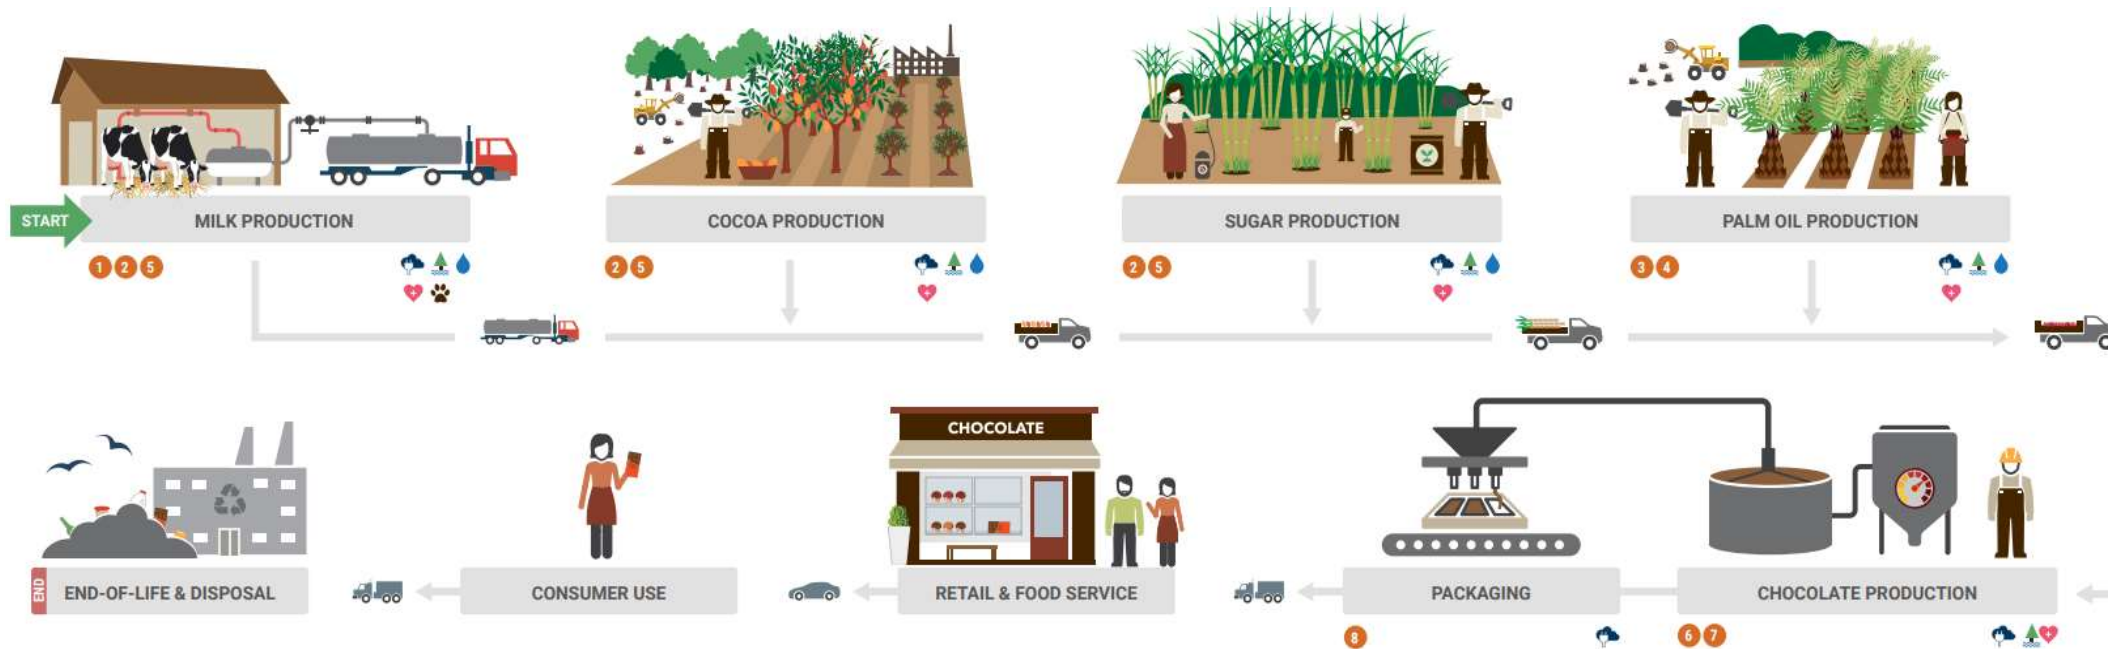 START
MILK PRODUCTION
COCOA PRODUCTION
SUGAR PRODUCTION
PALM OIL PRODUCTION
1 2 5
2 5
2 5
3 4
CHOCOLATE
END
END-OF-LIFE & DISPOSAL
CONSUMER USE
RETAIL & FOOD SERVICE
PACKAGING
CHOCOLATE PRODUCTION
8
6 7